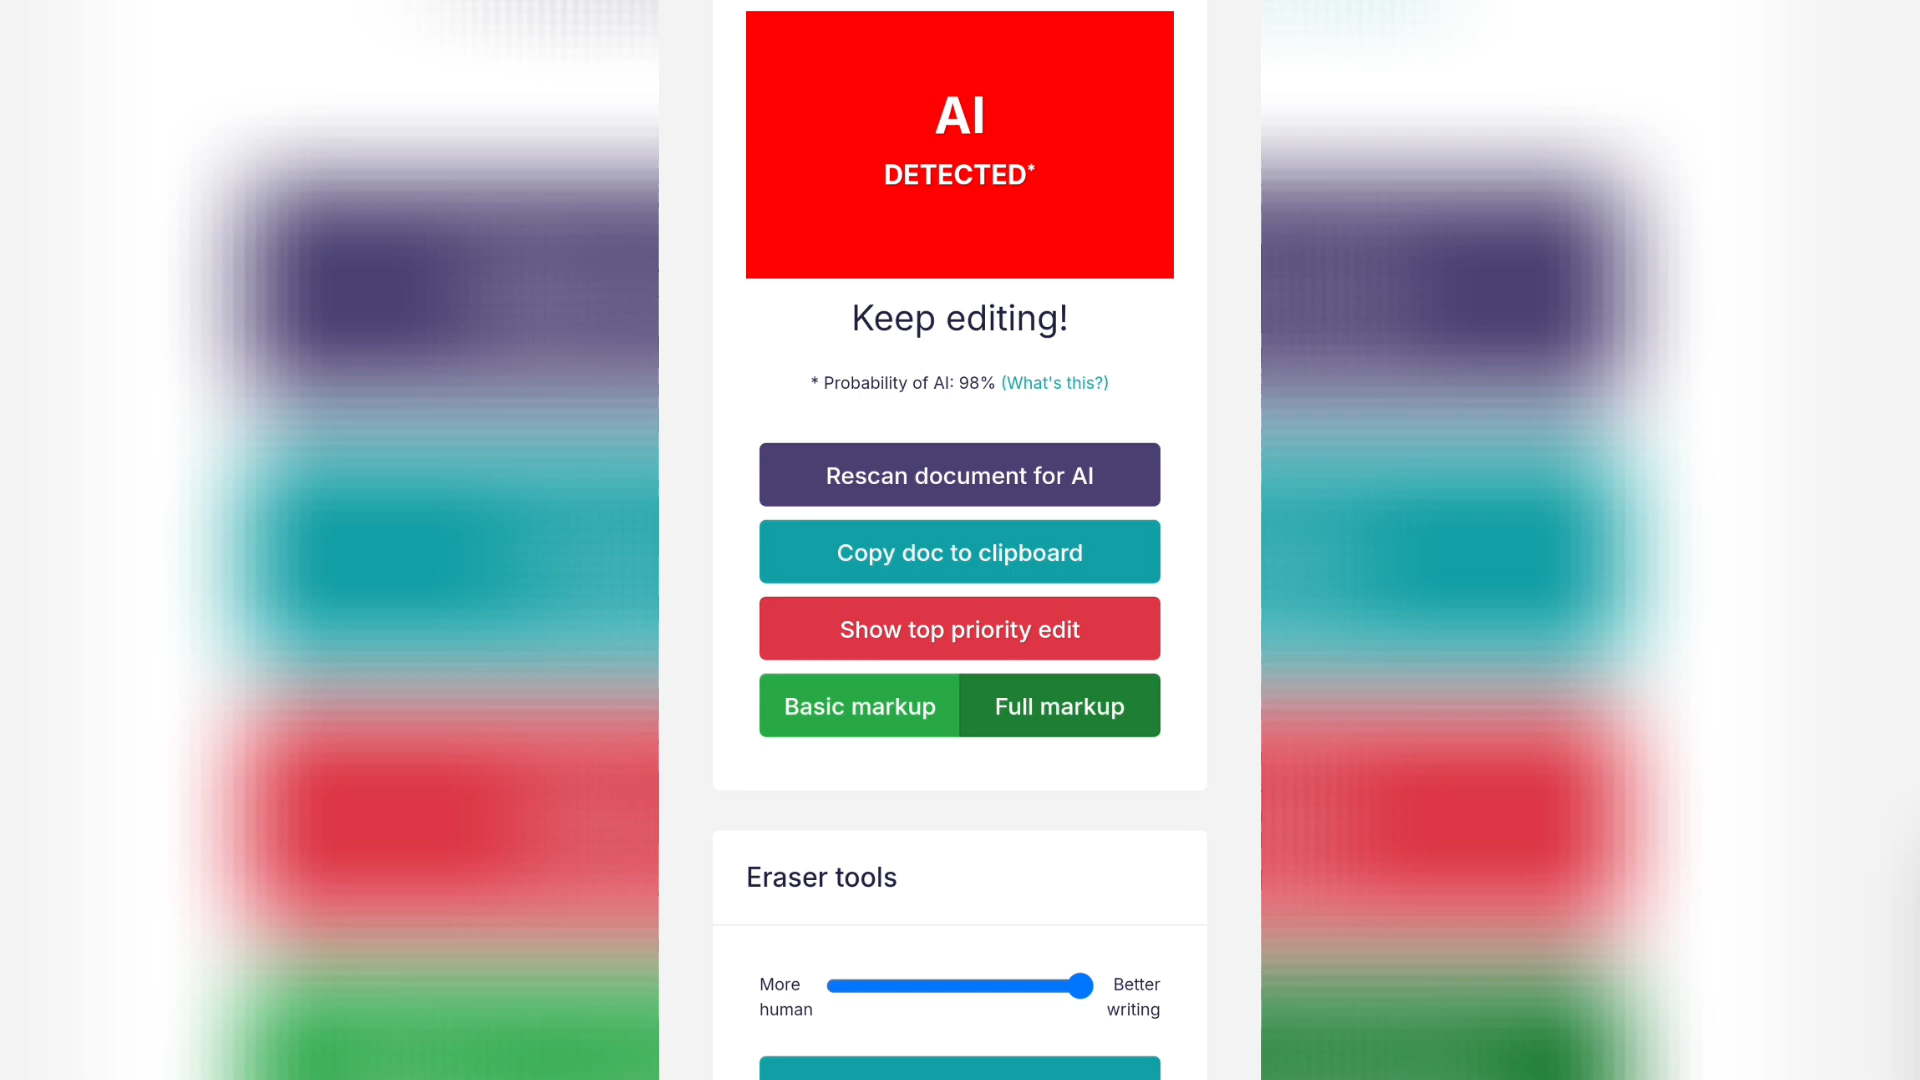 AI
DETECTED*
Keep editing!
* Probability of AI: 98% (What's this?)
Rescan document for AI
Copy doc to clipboard
Show top priority edit
Basic markup
Full markup
Eraser tools
More
human
Better
writing